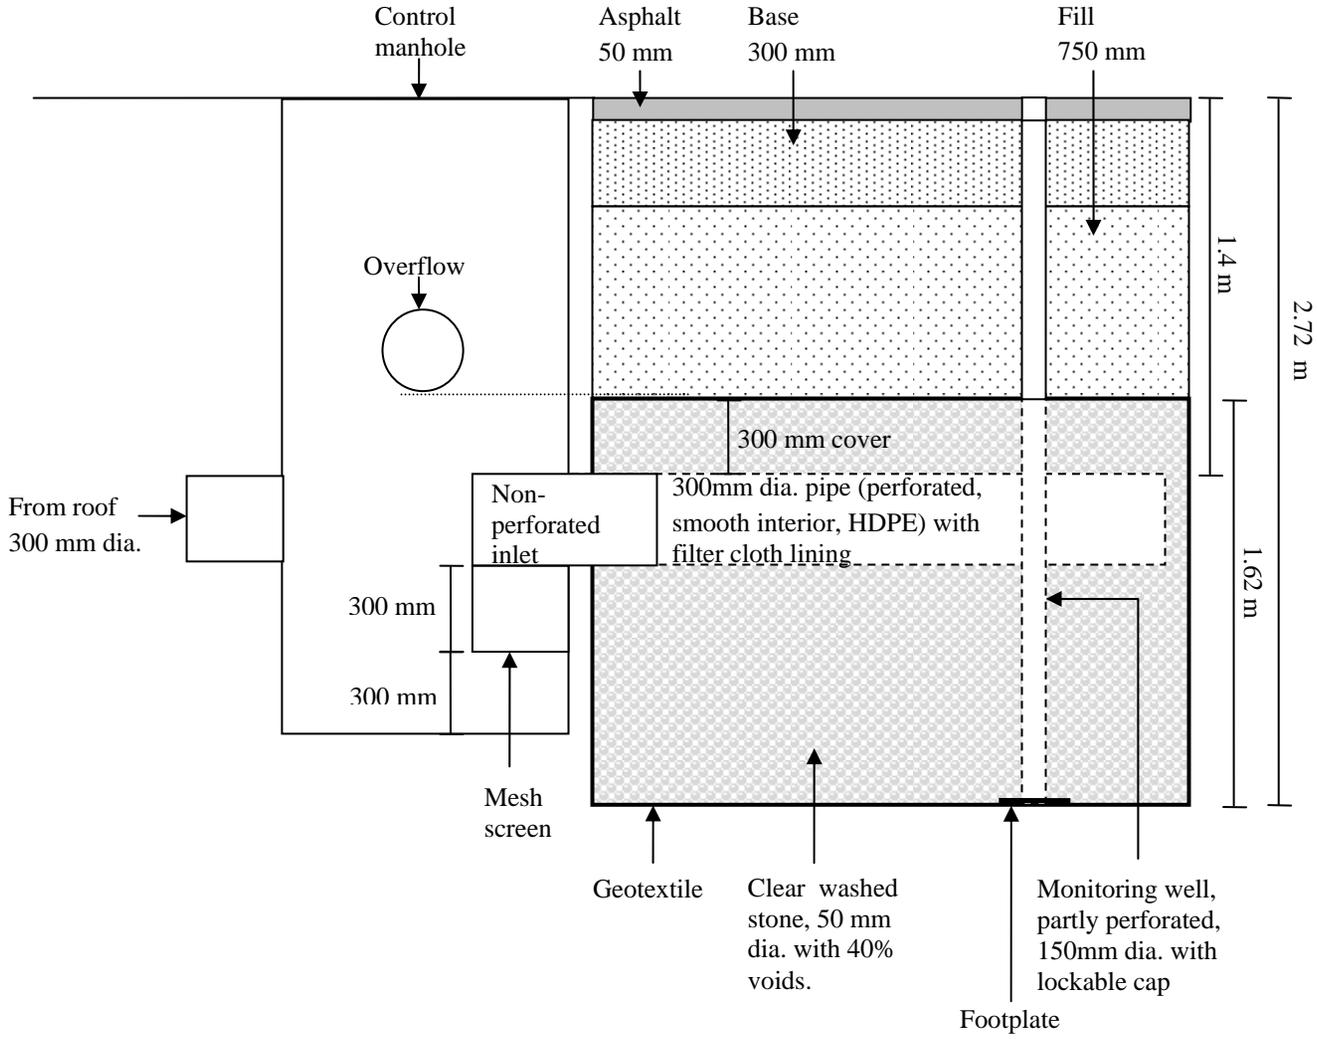 Control
manhole
Asphalt
50 mm
Base
300 mm
Fill
750 mm
Overflow
1.4 m
2.72 m
300 mm cover
From roof
300 mm dia.
Non-
perforated
inlet
300mm dia. pipe (perforated,
smooth interior, HDPE) with
filter cloth lining
1.62 m
300 mm
300 mm
Mesh
screen
Geotextile
Clear washed
stone, 50 mm
dia. with 40%
voids.
Monitoring well,
partly perforated,
150mm dia. with
lockable cap
Footplate